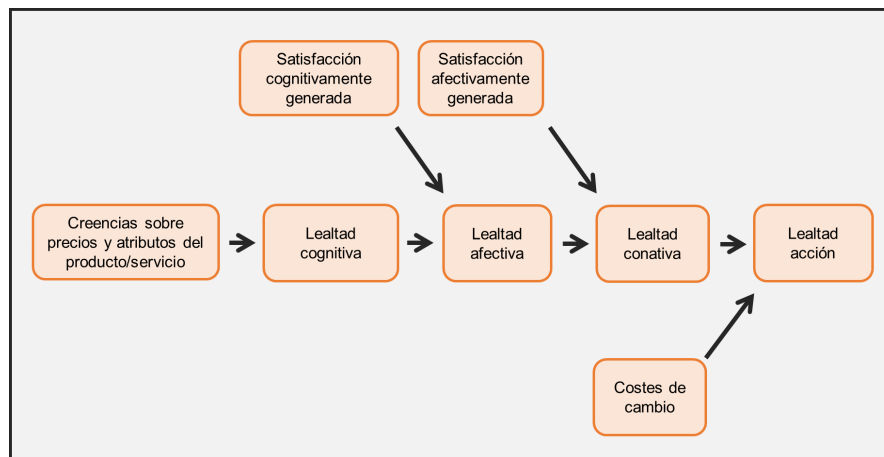 Satisfacción
cognitivamente
generada
Satisfacción
afectivamente
generada
Creencias sobre
precios y atributos del
producto/servicio
Lealtad
cognitiva
Lealtad
afectiva
Lealtad
conativa
Lealtad
acción
Costes de
cambio